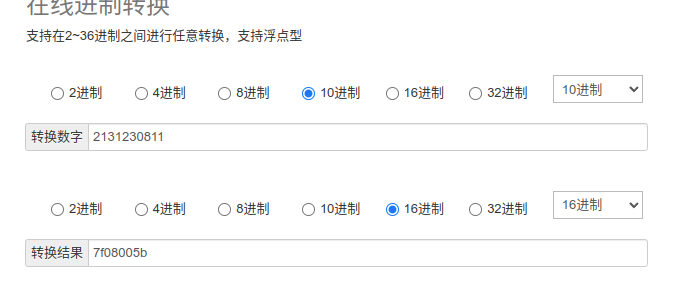 在线进制转换
支持在2~36进制之间进行任意转换，支持浮点型
2进制 4进制 8进制 10进制 16进制 32进制 10进制
转换数字 2131230811
2进制 4进制 8进制 10进制 16进制 32进制 16进制
转换结果 7f08005b